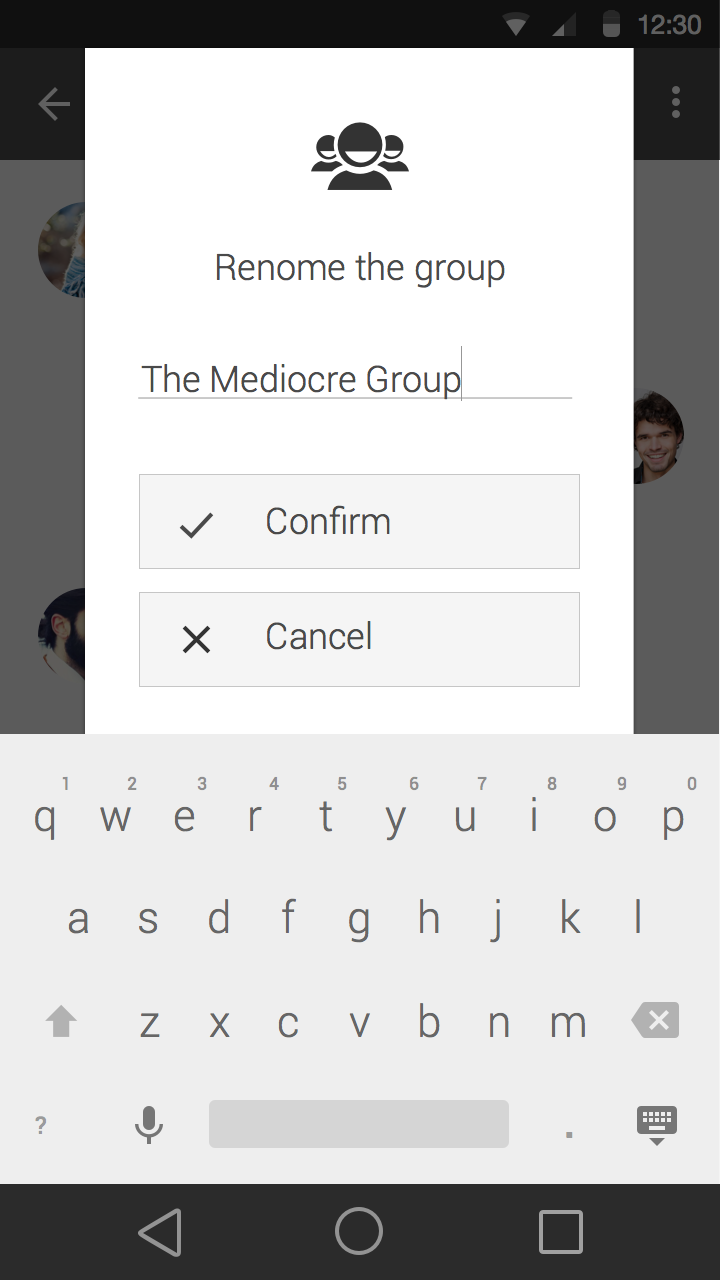 12:30
Renome the group
The Mediocre Group
Confirm
Cancel
1 2 3 4 5 6 7 8 9 0
q w e r t y u i o p
a s d f g h j k l
z x c v b n m
? .